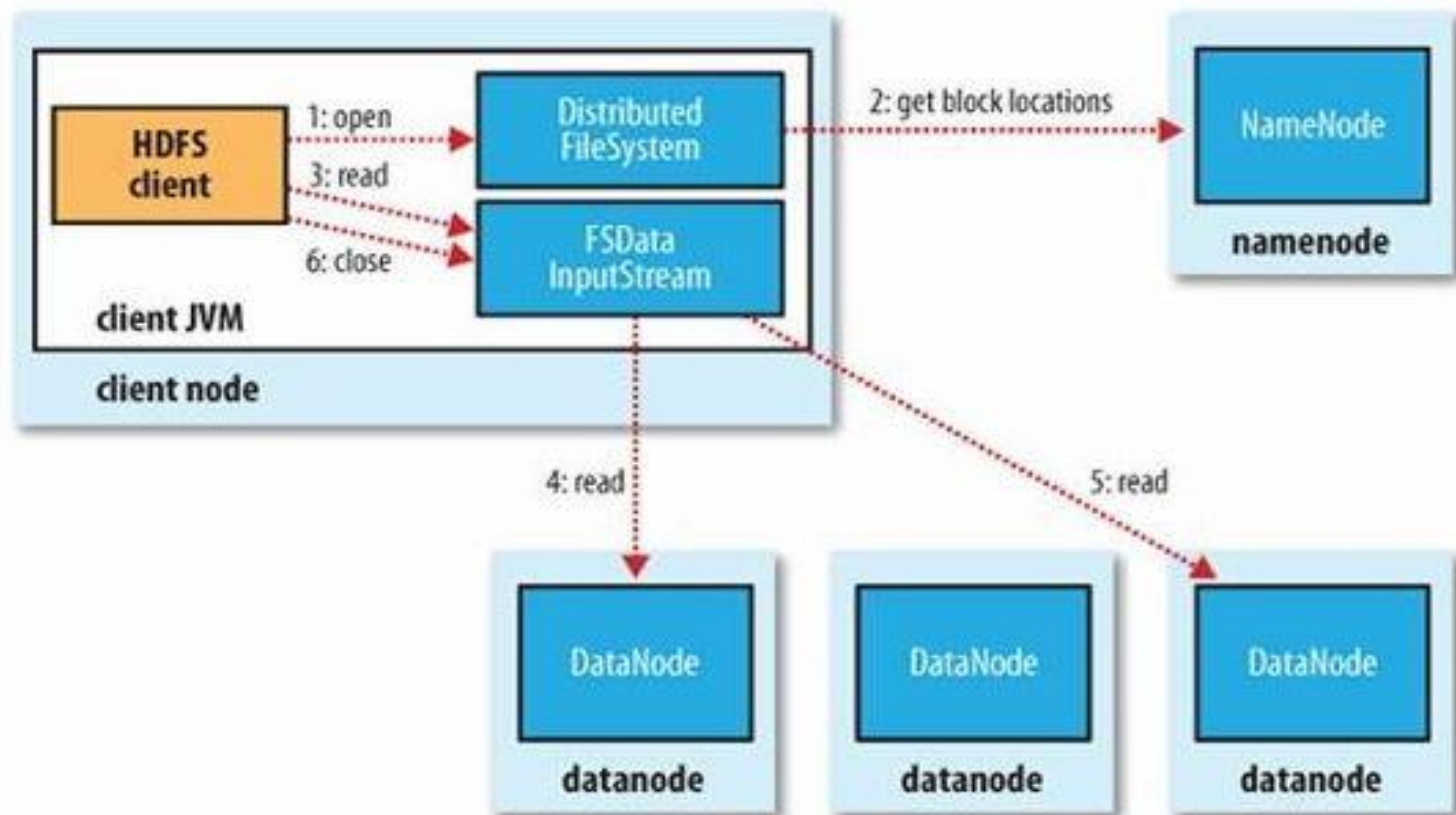 HDFS
client
1: open
3: read
6: close
Distributed
FileSystem
FSData
InputStream
client JVM
client node
2: get block locations
NameNode
namenode
4: read
5: read
DataNode
datanode
DataNode
datanode
DataNode
datanode